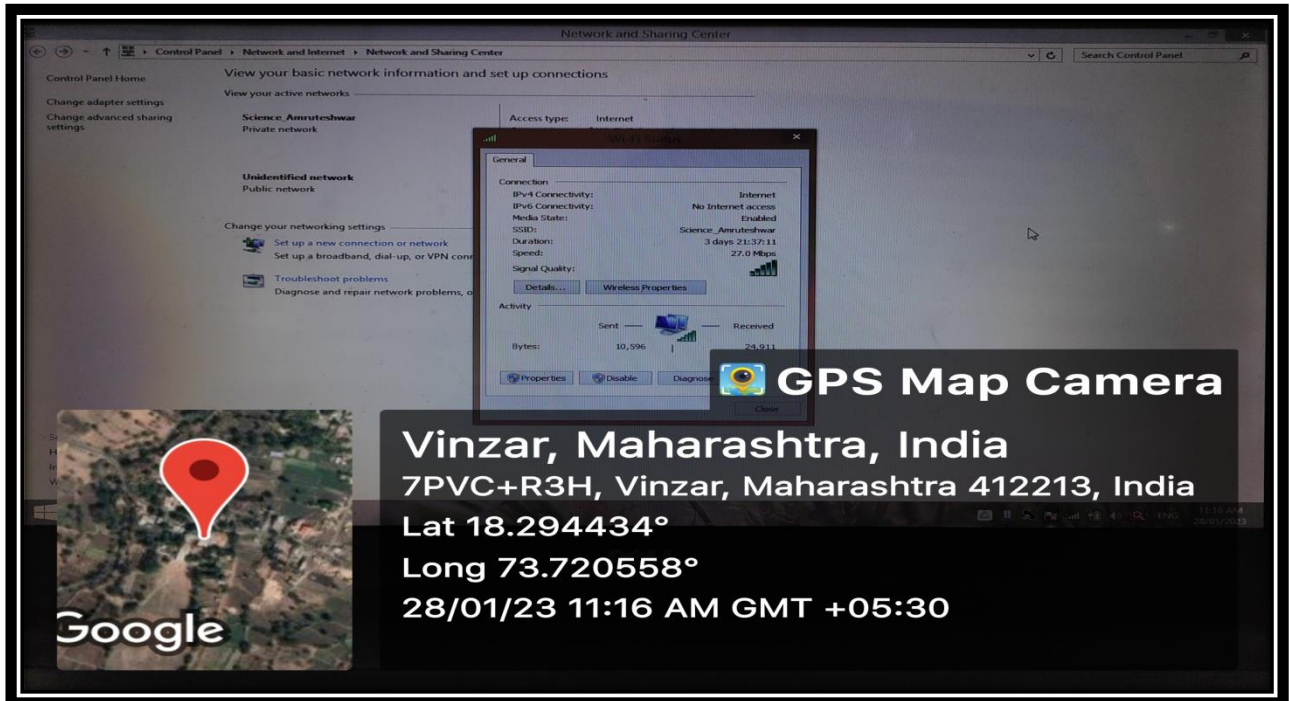 Network and Sharing Center
Control Panel › Network and Internet › Network and Sharing Center
Search Control Panel
Control Panel Home
Change adapter settings
Change advanced sharing
settings
View your basic network information and set up connections
View your active networks
Science_Amruteshwar
Private network
Access type: Internet
Unidentified network
Public network
Change your networking settings
Set up a new connection or network
Set up a broadband, dial-up, or VPN conn
Troubleshoot problems
Diagnose and repair network problems, o
Wi-Fi Status
General
Connection
IPv4 Connectivity: Internet
IPv6 Connectivity: No Internet access
Media State: Enabled
SSID: Science_Amruteshwar
Duration: 3 days 21:37:11
Speed: 27.0 Mbps
Signal Quality:
Details...
Wireless Properties
Activity
Sent — Received
Bytes: 10,596 | 24,911
Properties
Disable
Diagnose
Close
ENG
11:16 AM
28/01/2023
GPS Map Camera
Vinzar, Maharashtra, India
7PVC+R3H, Vinzar, Maharashtra 412213, India
Lat 18.294434°
Long 73.720558°
28/01/23 11:16 AM GMT +05:30
Google